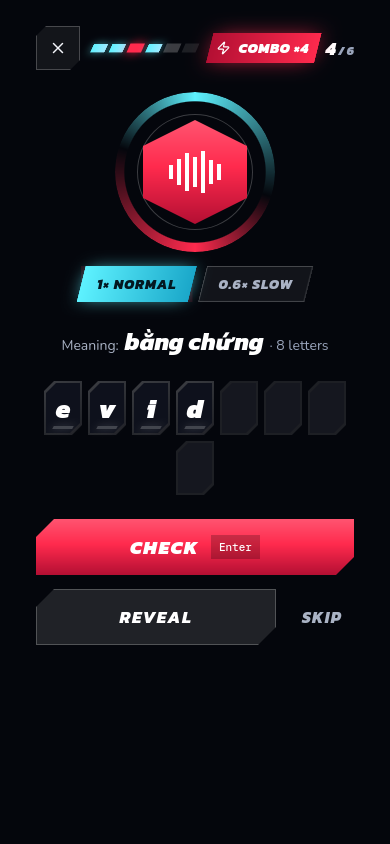 COMBO ×4 4 / 6
1× NORMAL 0.6× SLOW
Meaning: bằng chứng · 8 letters
e v i d
CHECK Enter
REVEAL SKIP